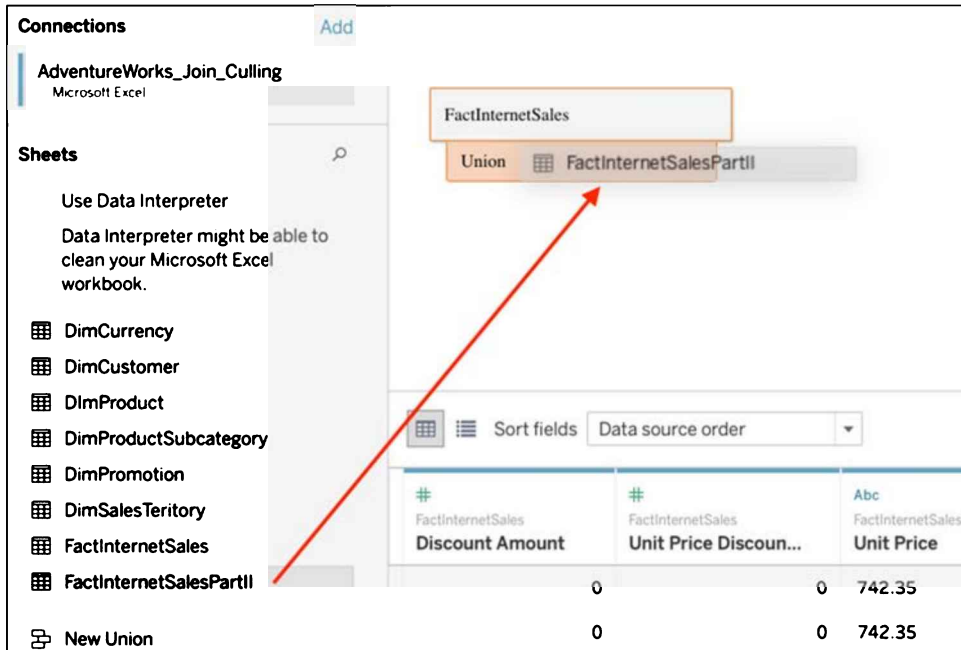 Connections
Add
AdventureWorks_Join_Culling
Microsoft Excel
Sheets
Use Data Interpreter
Data Interpreter might be able to
clean your Microsoft Excel
workbook.
DimCurrency
DimCustomer
DImProduct
DimProductSubcategory
DimPromotion
DimSalesTeritory
FactInternetSales
FactInternetSalesPartII
New Union
FactInternetSales
Union
FactInternetSalesPartII
Sort fields Data source order
# # Abc
FactInternetSales FactInternetSales FactInternetSales
Discount Amount Unit Price Discoun... Unit Price
0 0 742.35
0 0 742.35